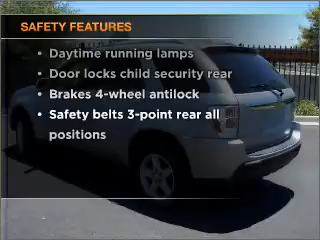 SAFETY FEATURES
• Daytime running lamps
• Door locks child security rear
• Brakes 4-wheel antilock
• Safety belts 3-point rear all
positions